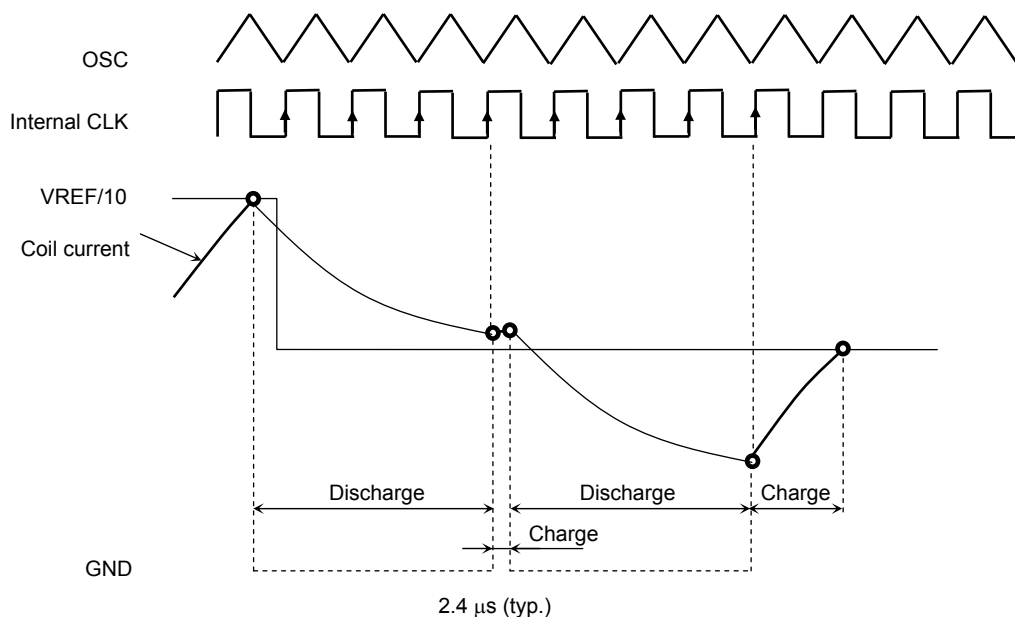 OSC
Internal CLK
VREF/10
Coil current
Discharge
Discharge
Charge
Charge
GND
2.4 μs (typ.)